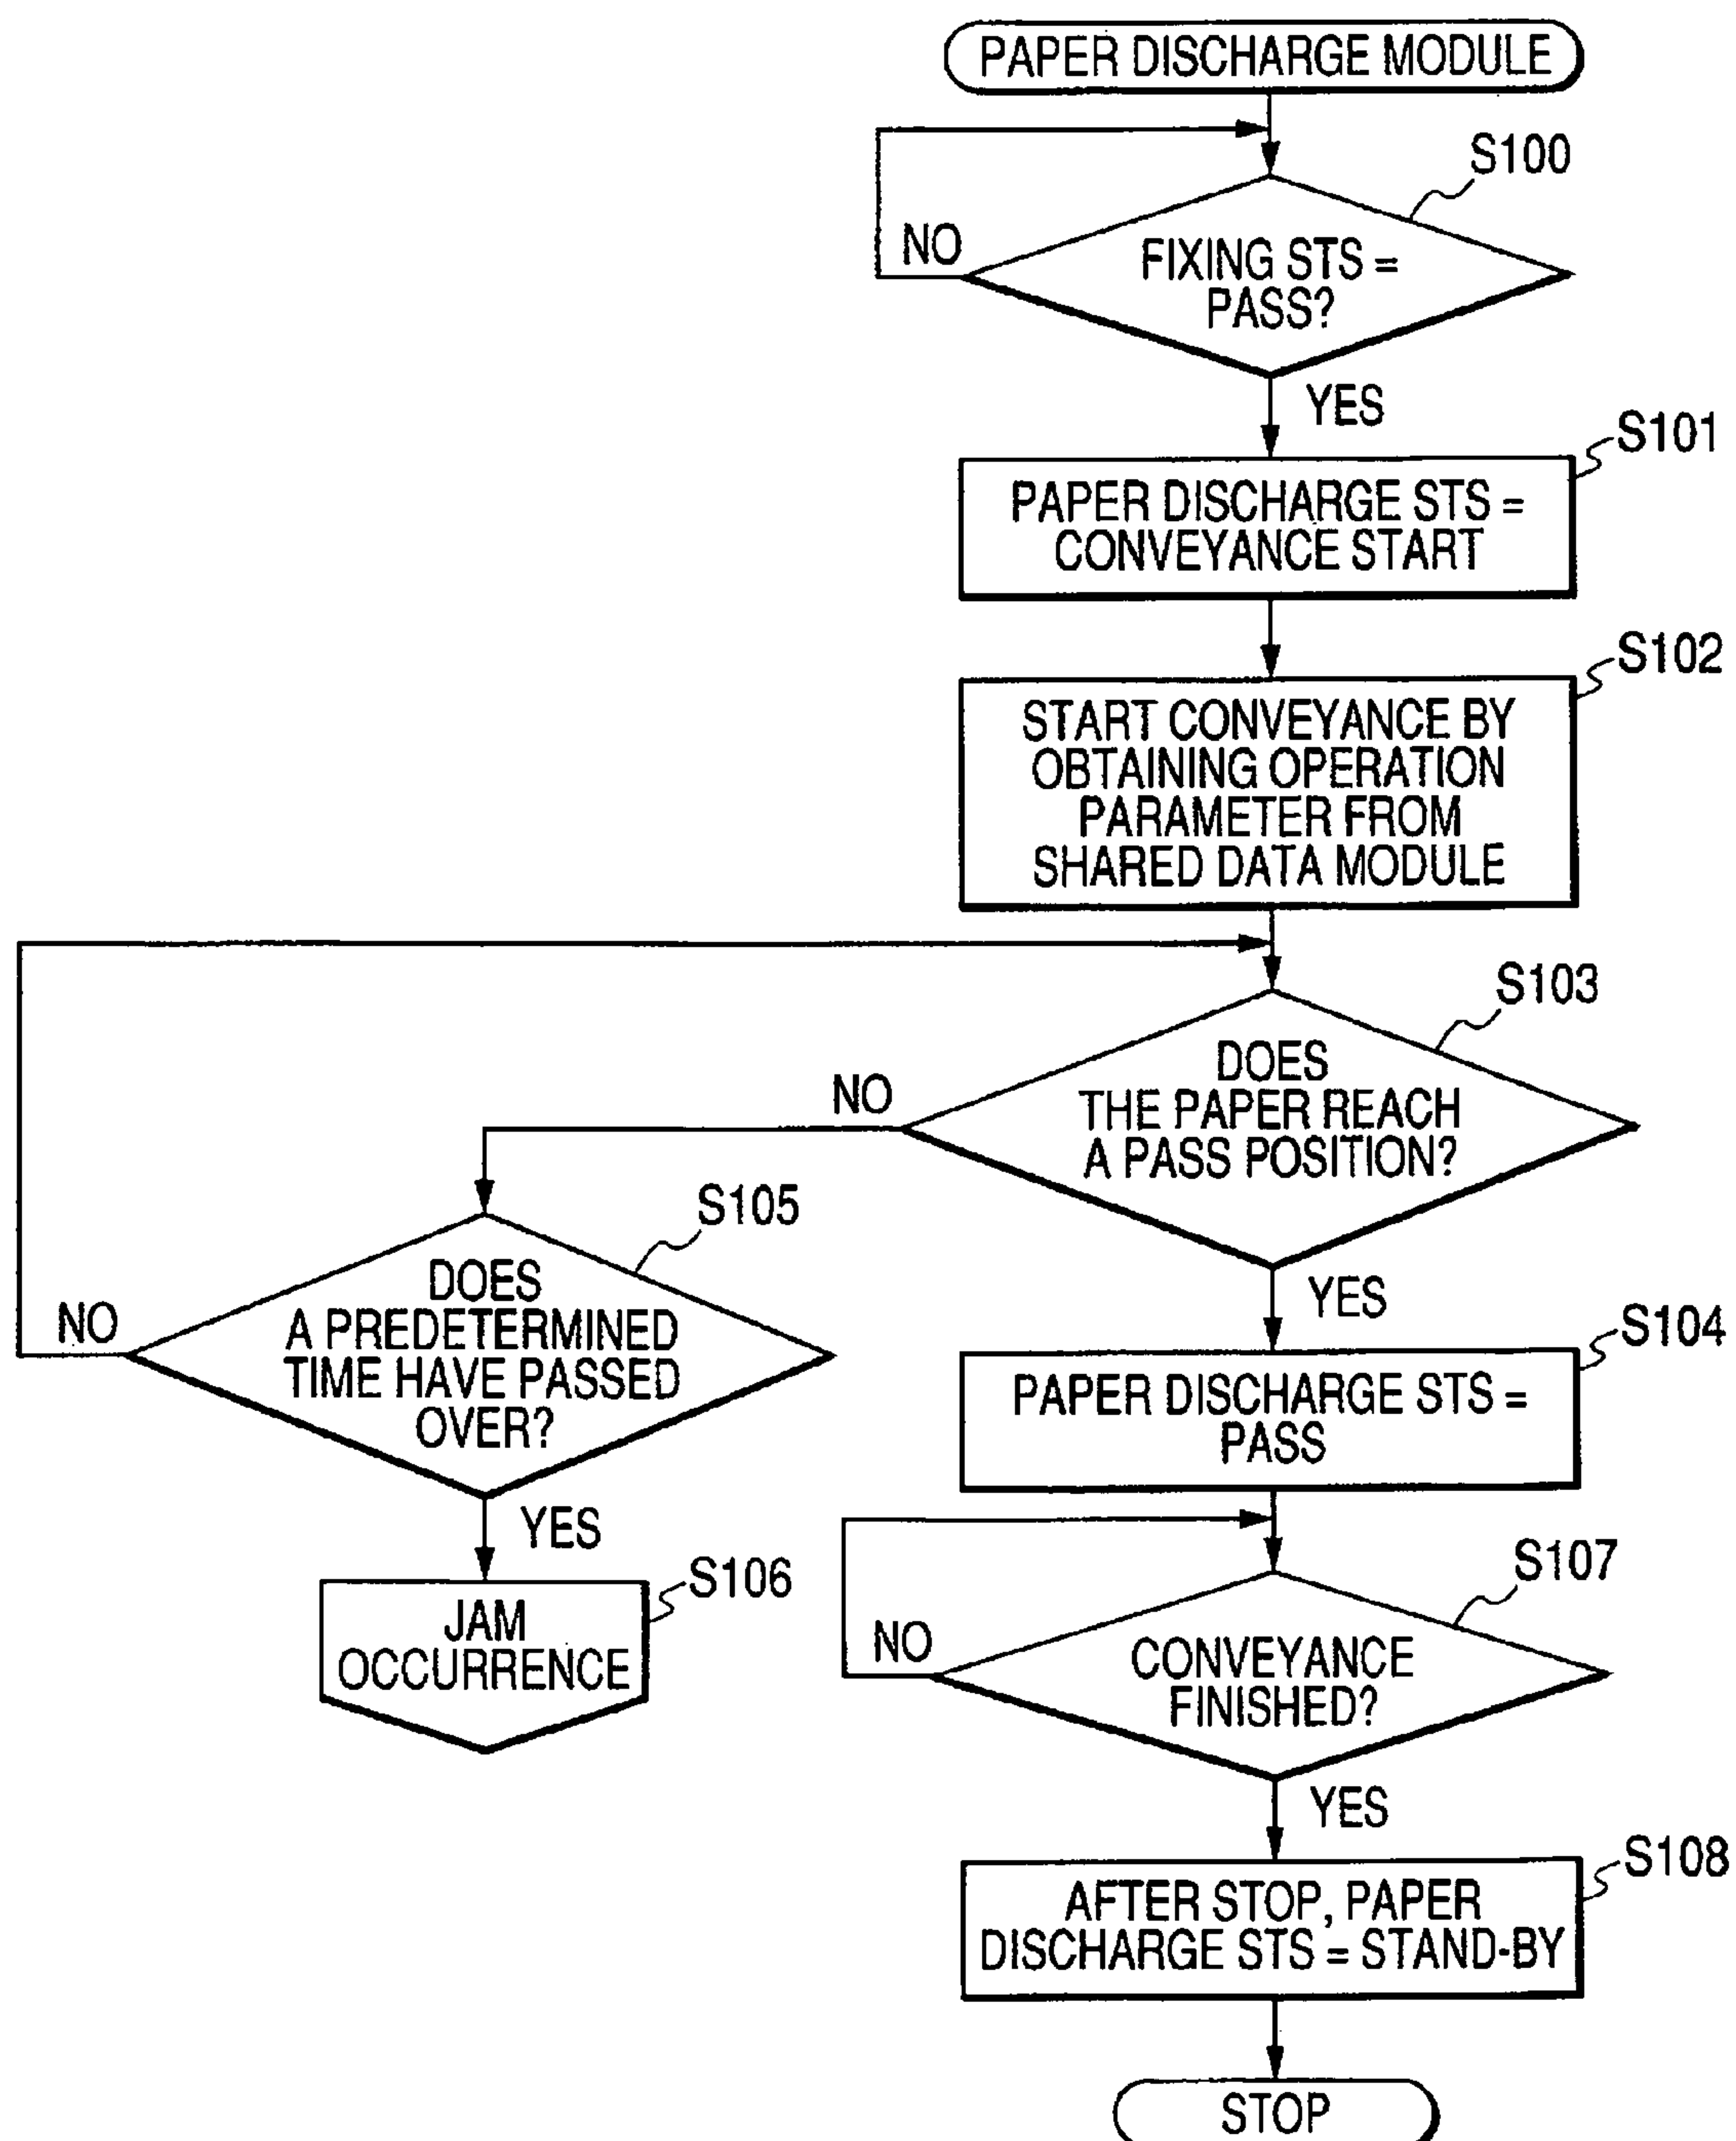 PAPER DISCHARGE MODULE
S100
NO
FIXING STS =
PASS?
YES
S101
PAPER DISCHARGE STS =
CONVEYANCE START
S102
START CONVEYANCE BY
OBTAINING OPERATION
PARAMETER FROM
SHARED DATA MODULE
S103
DOES
THE PAPER REACH
A PASS POSITION?
NO
YES
S105
DOES
A PREDETERMINED
TIME HAVE PASSED
OVER?
NO
YES
S104
PAPER DISCHARGE STS =
PASS
S106
JAM
OCCURRENCE
S107
NO
CONVEYANCE
FINISHED?
YES
S108
AFTER STOP, PAPER
DISCHARGE STS = STAND-BY
STOP